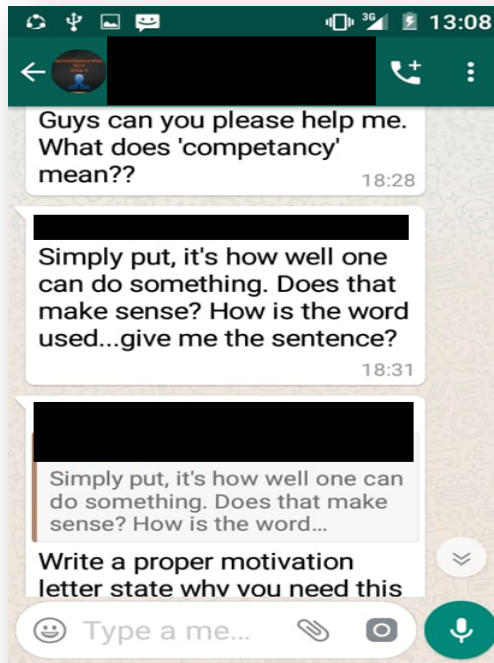 3G 13:08
Guys can you please help me.
What does 'competancy'
mean??
18:28
Simply put, it's how well one
can do something. Does that
make sense? How is the word
used...give me the sentence?
18:31
Simply put, it's how well one can
do something. Does that make
sense? How is the word...
Write a proper motivation
letter state why you need this
Type a me...